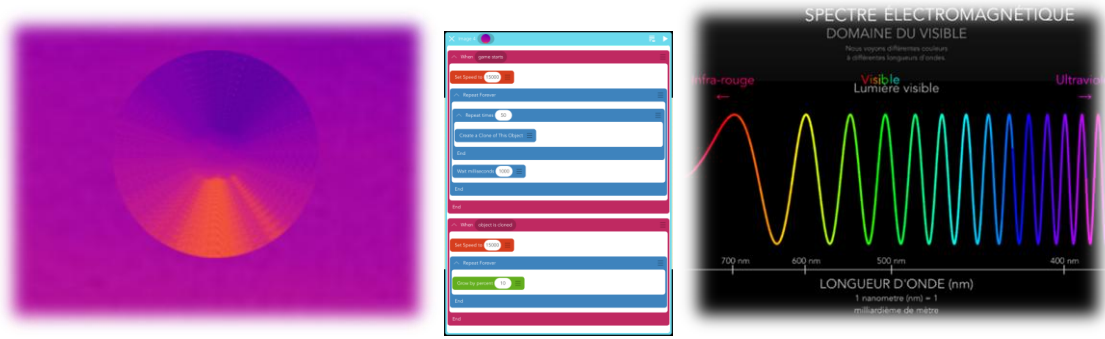 When game starts
Set Speed to 10000
Repeat Forever
Repeat times 50
Create a Clone of This Object
End
Wait milliseconds 1000
End
End
When object is cloned
Set Speed to 10000
Repeat Forever
Grow by percent 10
End
End
SPECTRE ÉLECTROMAGNÉTIQUE
DOMAINE DU VISIBLE
Nous voyons différentes couleurs
à différentes longueurs d'ondes
Infra-rouge Visible Ultraviol
Lumière visible
700 nm 600 nm 500 nm 400 nm
LONGUEUR D'ONDE (nm)
1 nanometre (nm) = 1
milliardième de mètre